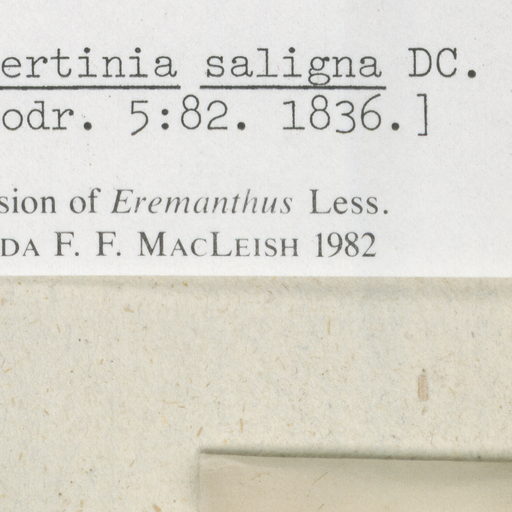 ertinia saligna DC.
odr. 5:82. 1836.]
sion of Eremanthus Less.
DA F. F. MACLEISH 1982